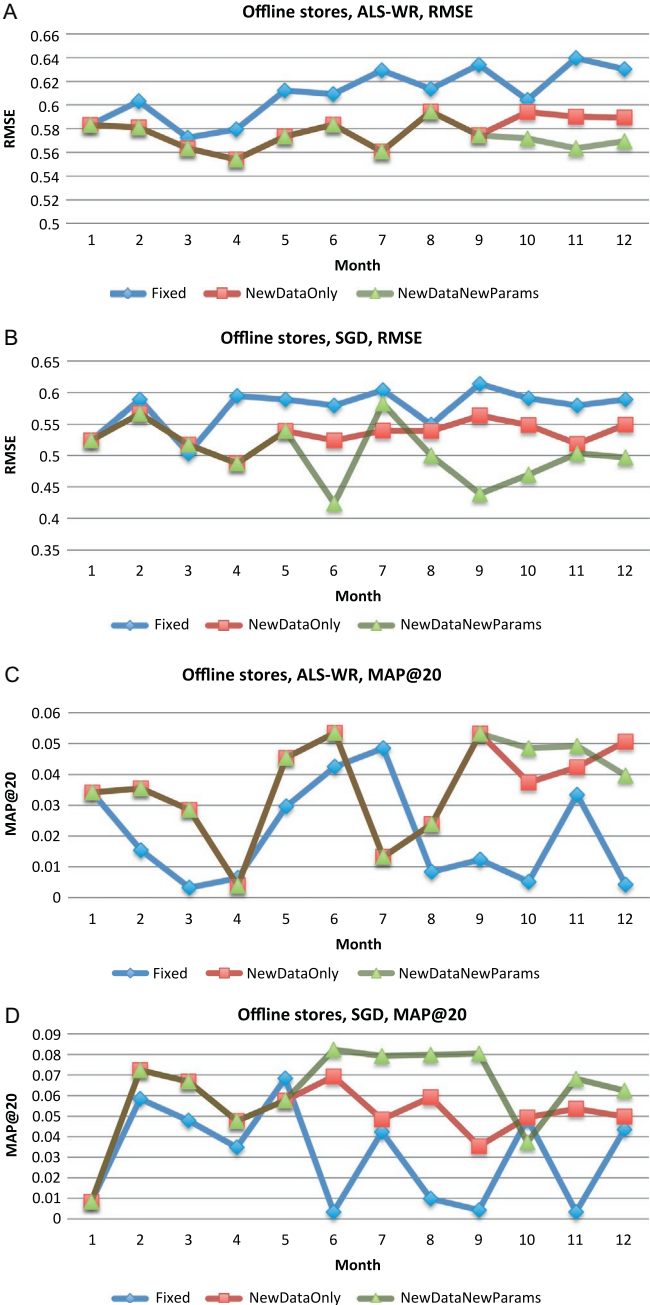 A
Offline stores, ALS-WR, RMSE
RMSE
0.66
0.64
0.62
0.6
0.58
0.56
0.54
0.52
0.5
1 2 3 4 5 6 7 8 9 10 11 12
Month
Fixed NewDataOnly NewDataNewParams
B
Offline stores, SGD, RMSE
RMSE
0.65
0.6
0.55
0.5
0.45
0.4
0.35
1 2 3 4 5 6 7 8 9 10 11 12
Month
Fixed NewDataOnly NewDataNewParams
C
Offline stores, ALS-WR, MAP@20
MAP@20
0.06
0.05
0.04
0.03
0.02
0.01
0
1 2 3 4 5 6 7 8 9 10 11 12
Month
Fixed NewDataOnly NewDataNewParams
D
Offline stores, SGD, MAP@20
MAP@20
0.09
0.08
0.07
0.06
0.05
0.04
0.03
0.02
0.01
0
1 2 3 4 5 6 7 8 9 10 11 12
Month
Fixed NewDataOnly NewDataNewParams